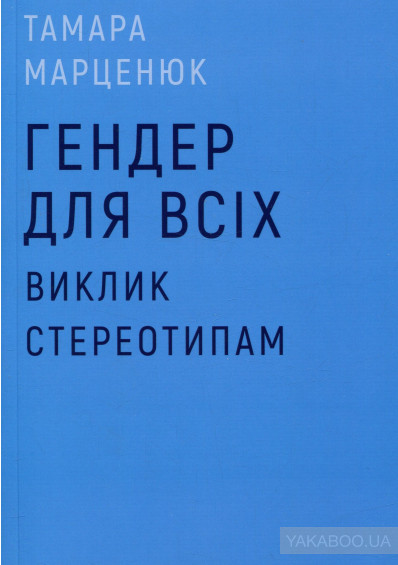 ТАМАРА
МАРЦЕНЮК
ГЕНДЕР
ДЛЯ ВСІХ
ВИКЛИК
СТЕРЕОТИПАМ
YAKABOO.UA